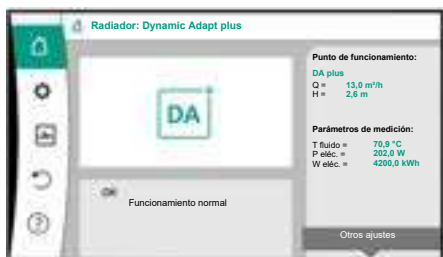 Radiador: Dynamic Adapt plus
DA
OK
Funcionamiento normal
Punto de funcionamiento:
DA plus
Q = 13,0 m³/h
H = 2,6 m
Parámetros de medición:
T fluido = 70,9 °C
P eléc. = 202,0 W
W eléc. = 4200,0 kWh
Otros ajustes